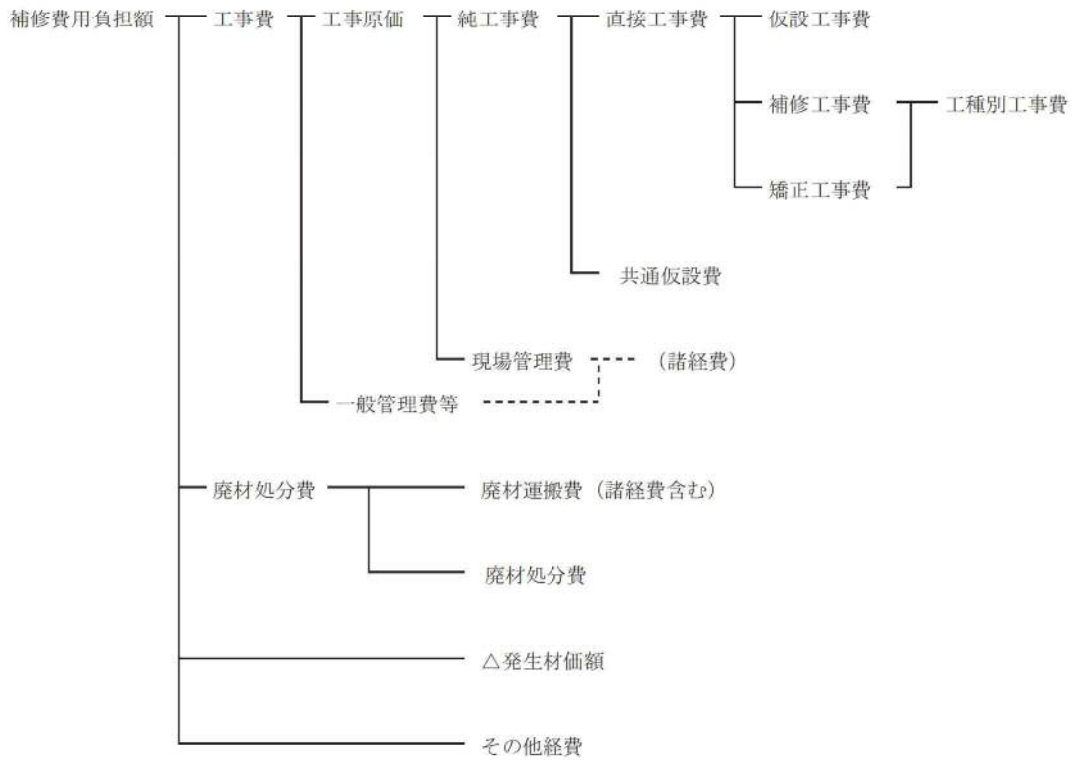 補修費用負担額 工事費 工事原価 純工事費 直接工事費 仮設工事費
補修工事費 工種別工事費
矯正工事費
共通仮設費
現場管理費 （諸経費）
一般管理費等
廃材処分費 廃材運搬費（諸経費含む）
廃材処分費
△発生材価額
その他経費